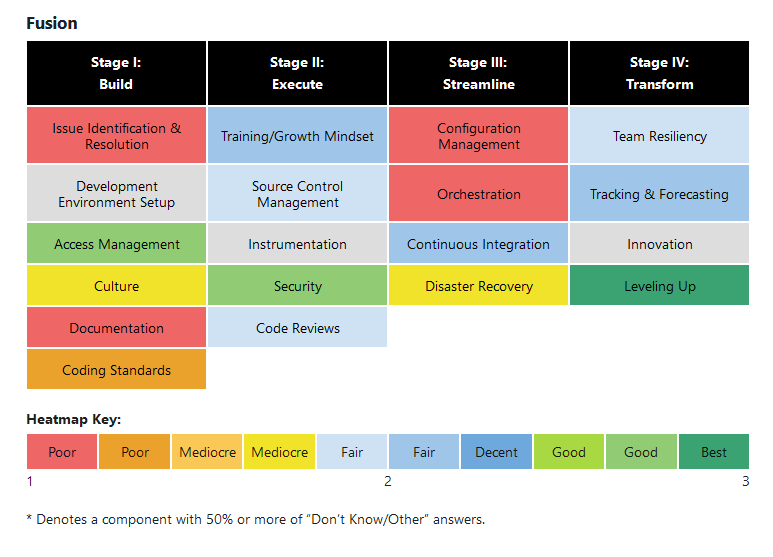 Fusion
Stage I:
Build
Stage II:
Execute
Stage III:
Streamline
Stage IV:
Transform
Issue Identification &
Resolution
Training/Growth Mindset
Configuration
Management
Team Resiliency
Development
Environment Setup
Source Control
Management
Orchestration
Tracking & Forecasting
Access Management
Instrumentation
Continuous Integration
Innovation
Culture
Security
Disaster Recovery
Leveling Up
Documentation
Code Reviews
Coding Standards
Heatmap Key:
Poor Poor Mediocre Mediocre Fair Fair Decent Good Good Best
1 2 3
* Denotes a component with 50% or more of “Don’t Know/Other” answers.